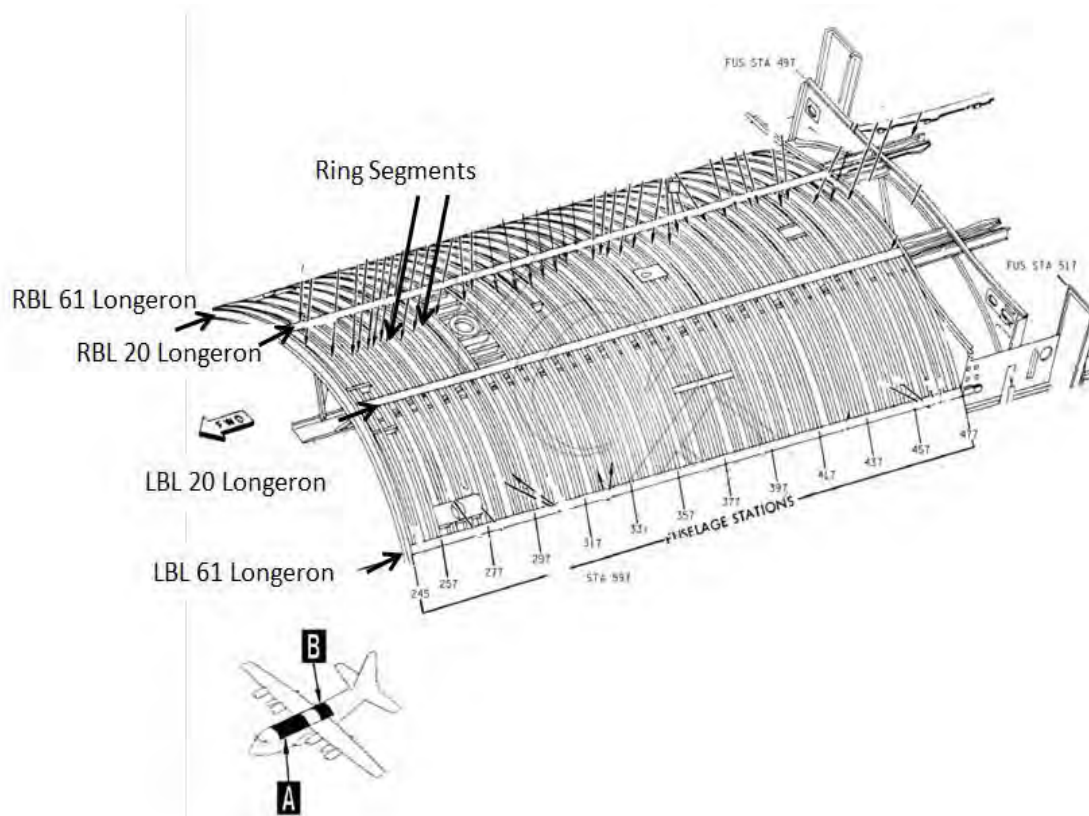 FUS STA 497
Ring Segments
FUS STA 517
RBL 61 Longeron
RBL 20 Longeron
FWD
LBL 20 Longeron
LBL 61 Longeron
477
457
437
417
397
377
357
337
317
297
277
257
245
FUSELAGE STATIONS
STA 597
B
A